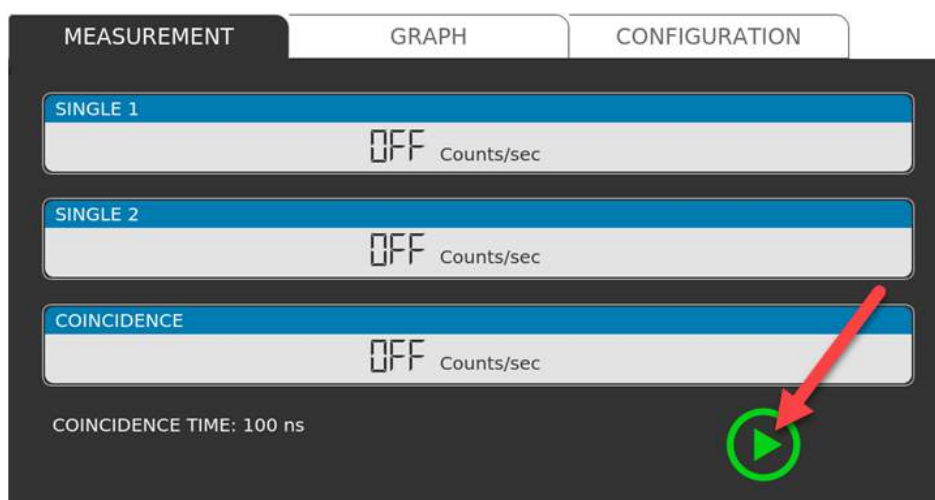 MEASUREMENT GRAPH CONFIGURATION
SINGLE 1
OFF Counts/sec
SINGLE 2
OFF Counts/sec
COINCIDENCE
OFF Counts/sec
COINCIDENCE TIME: 100 ns